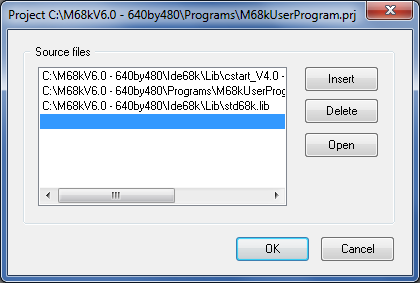 Project C:\M68kV6.0 - 640by480\Programs\M68kUserProgram.prj
Source files
C:\M68kV6.0 - 640by480\Ide68k\Lib\cstart_V4.0 -
C:\M68kV6.0 - 640by480\Programs\M68kUserProg
C:\M68kV6.0 - 640by480\Ide68k\Lib\std68k.lib
Insert
Delete
Open
OK
Cancel